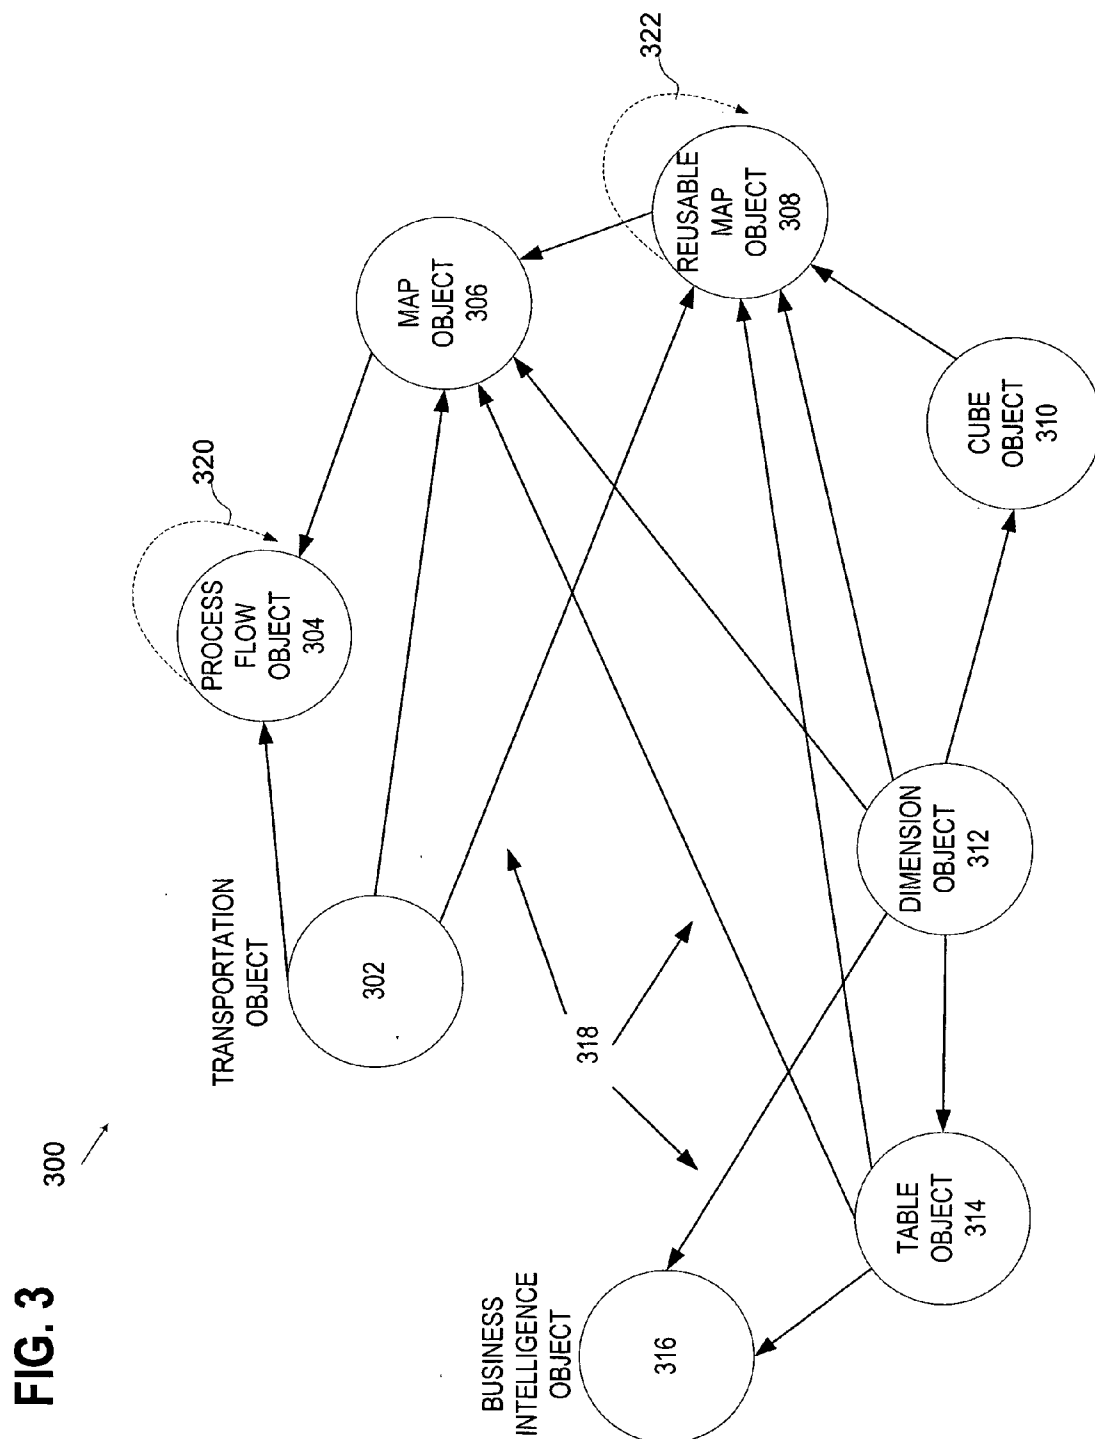 FIG. 3
300
BUSINESS
INTELLIGENCE
OBJECT
316
TRANSPORTATION
OBJECT
302
318
TABLE
OBJECT
314
PROCESS
FLOW
OBJECT
304
320
DIMENSION
OBJECT
312
MAP
OBJECT
306
CUBE
OBJECT
310
REUSABLE
MAP
OBJECT
308
322